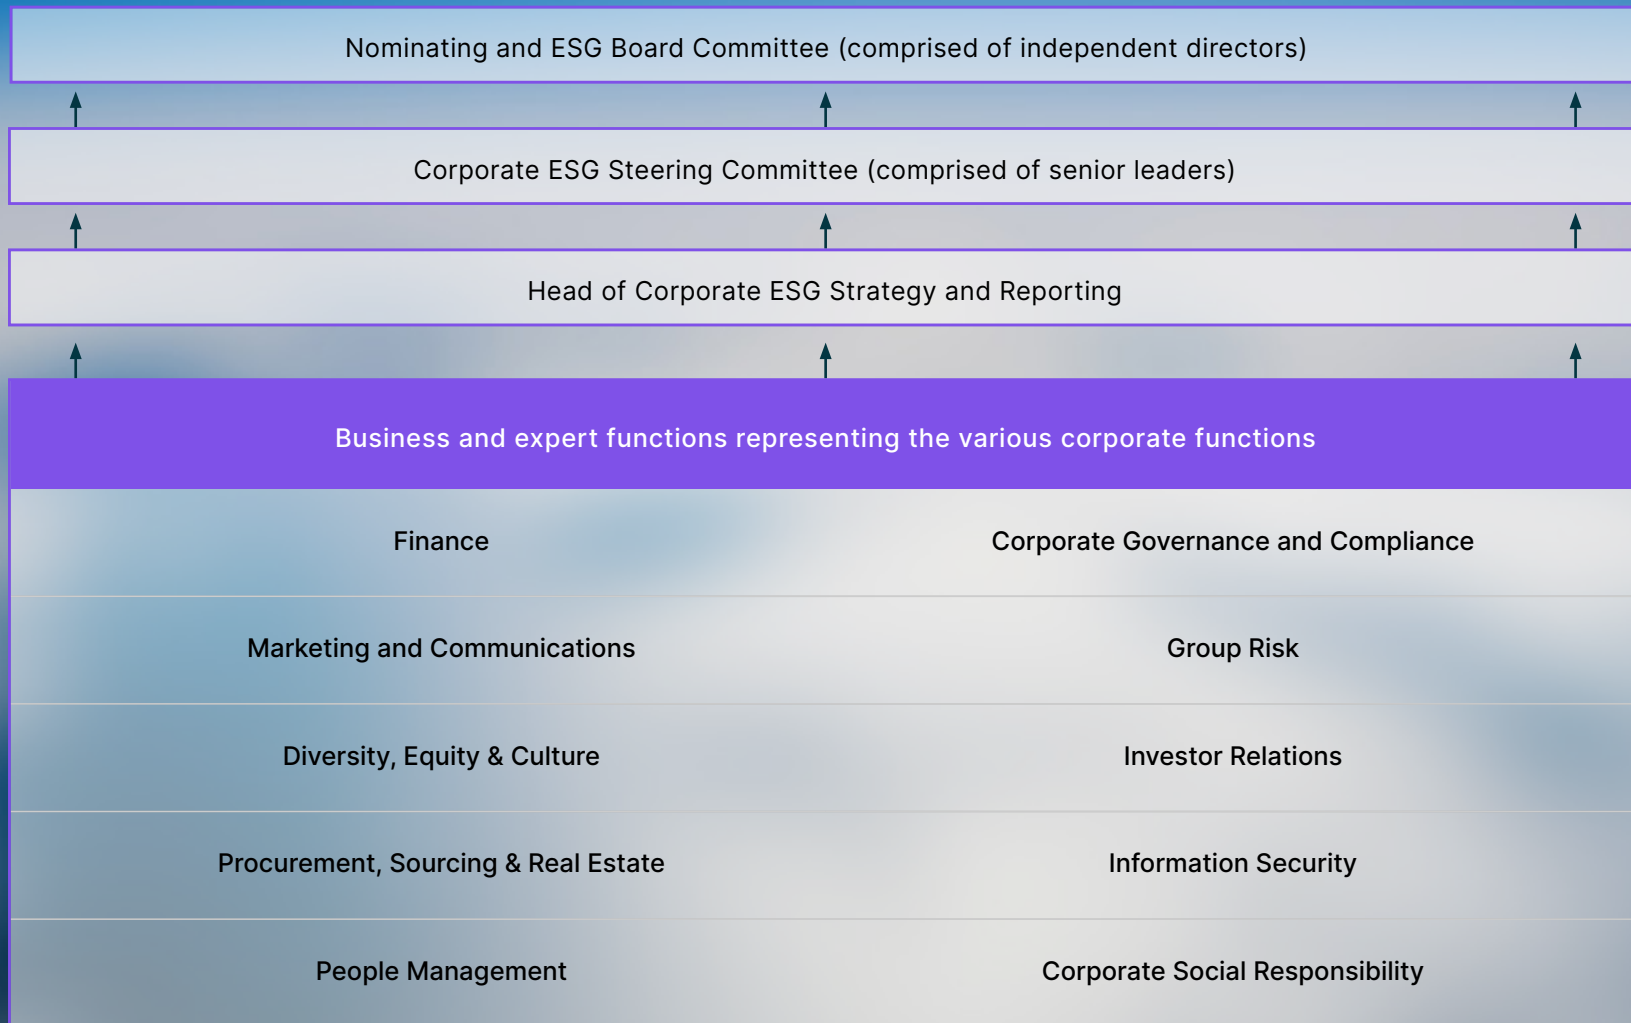 Nominating and ESG Board Committee (comprised of independent directors)
Corporate ESG Steering Committee (comprised of senior leaders)
Head of Corporate ESG Strategy and Reporting
Business and expert functions representing the various corporate functions
Finance
Corporate Governance and Compliance
Marketing and Communications
Group Risk
Diversity, Equity & Culture
Investor Relations
Procurement, Sourcing & Real Estate
Information Security
People Management
Corporate Social Responsibility